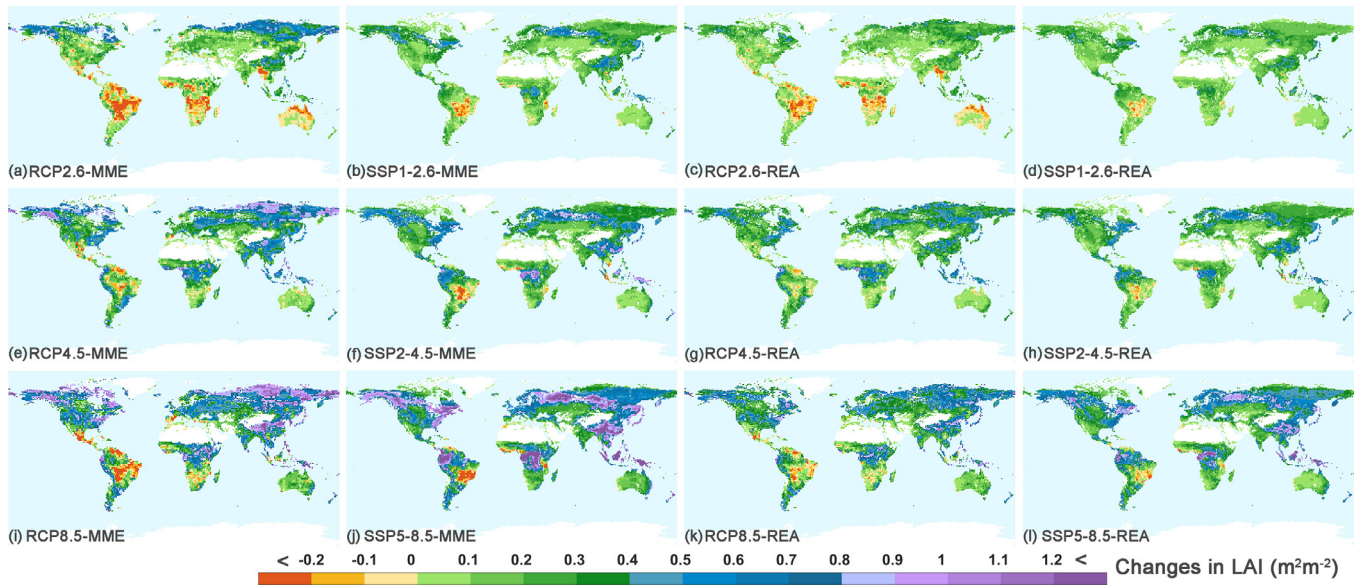 (a)RCP2.6-MME (b)SSP1-2.6-MME (c)RCP2.6-REA (d)SSP1-2.6-REA
(e)RCP4.5-MME (f)SSP2-4.5-MME (g)RCP4.5-REA (h)SSP2-4.5-REA
(i)RCP8.5-MME (j)SSP5-8.5-MME (k)RCP8.5-REA (l)SSP5-8.5-REA
< -0.2 -0.1 0 0.1 0.2 0.3 0.4 0.5 0.6 0.7 0.8 0.9 1 1.1 1.2 < Changes in LAI (m²m⁻²)